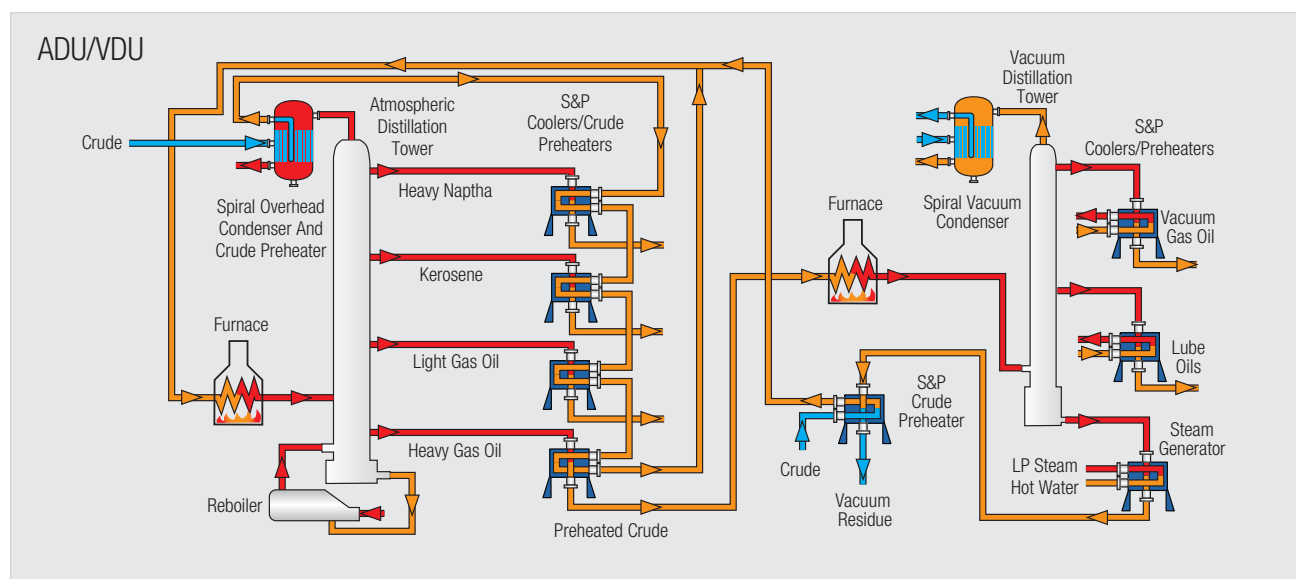 ADU/VDU
Crude
Spiral Overhead
Condenser And
Crude Preheater
Atmospheric
Distillation
Tower
S&P
Coolers/Crude
Preheaters
Heavy Naptha
Kerosene
Light Gas Oil
Heavy Gas Oil
Furnace
Reboiler
Preheated Crude
Furnace
S&P
Crude
Preheater
Crude
Vacuum
Residue
Vacuum
Distillation
Tower
Spiral Vacuum
Condenser
S&P
Coolers/Preheaters
Vacuum
Gas Oil
Lube
Oils
Steam
Generator
LP Steam
Hot Water